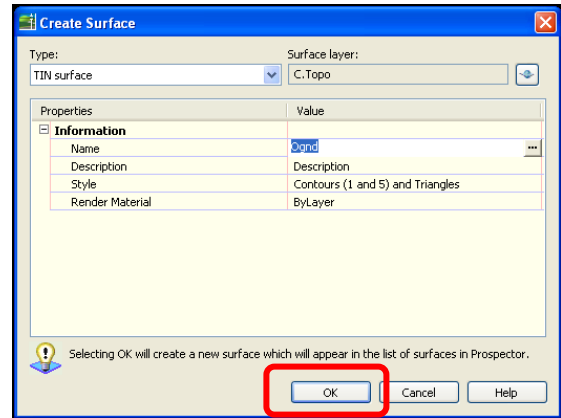 Create Surface
Type: Surface layer:
TIN surface C.Topo
Properties Value
Information
Name Ognd ...
Description Description
Style Contours (1 and 5) and Triangles
Render Material ByLayer
Selecting OK will create a new surface which will appear in the list of surfaces in Prospector.
OK Cancel Help